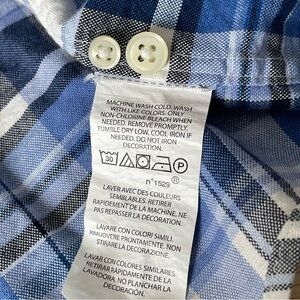 MACHINE WASH COLD. WASH
WITH LIKE COLORS. ONLY
NON-CHLORINE BLEACH WHEN
NEEDED. REMOVE PROMPTLY.
TUMBLE DRY LOW. COOL IRON IF
NEEDED. DO NOT IRON
DECORATION.
30 P
n°1529 ®
LAVER AVEC DES COULEURS
SEMBLABLES. RETIRER
RAPIDEMENT DE LA MACHINE. NE
PAS REPASSER LA DÉCORATION.
LAVARE CON COLORI SIMILI.
RIMUOVERE PRONTAMENTE. NON
STIRARE LA DECORAZIONE.
LAVAR CON COLORES SIMILARES.
RETIRAR RÁPIDAMENTE DE LA
LAVADORA. NO PLANCHAR LA
DECORACIÓN.